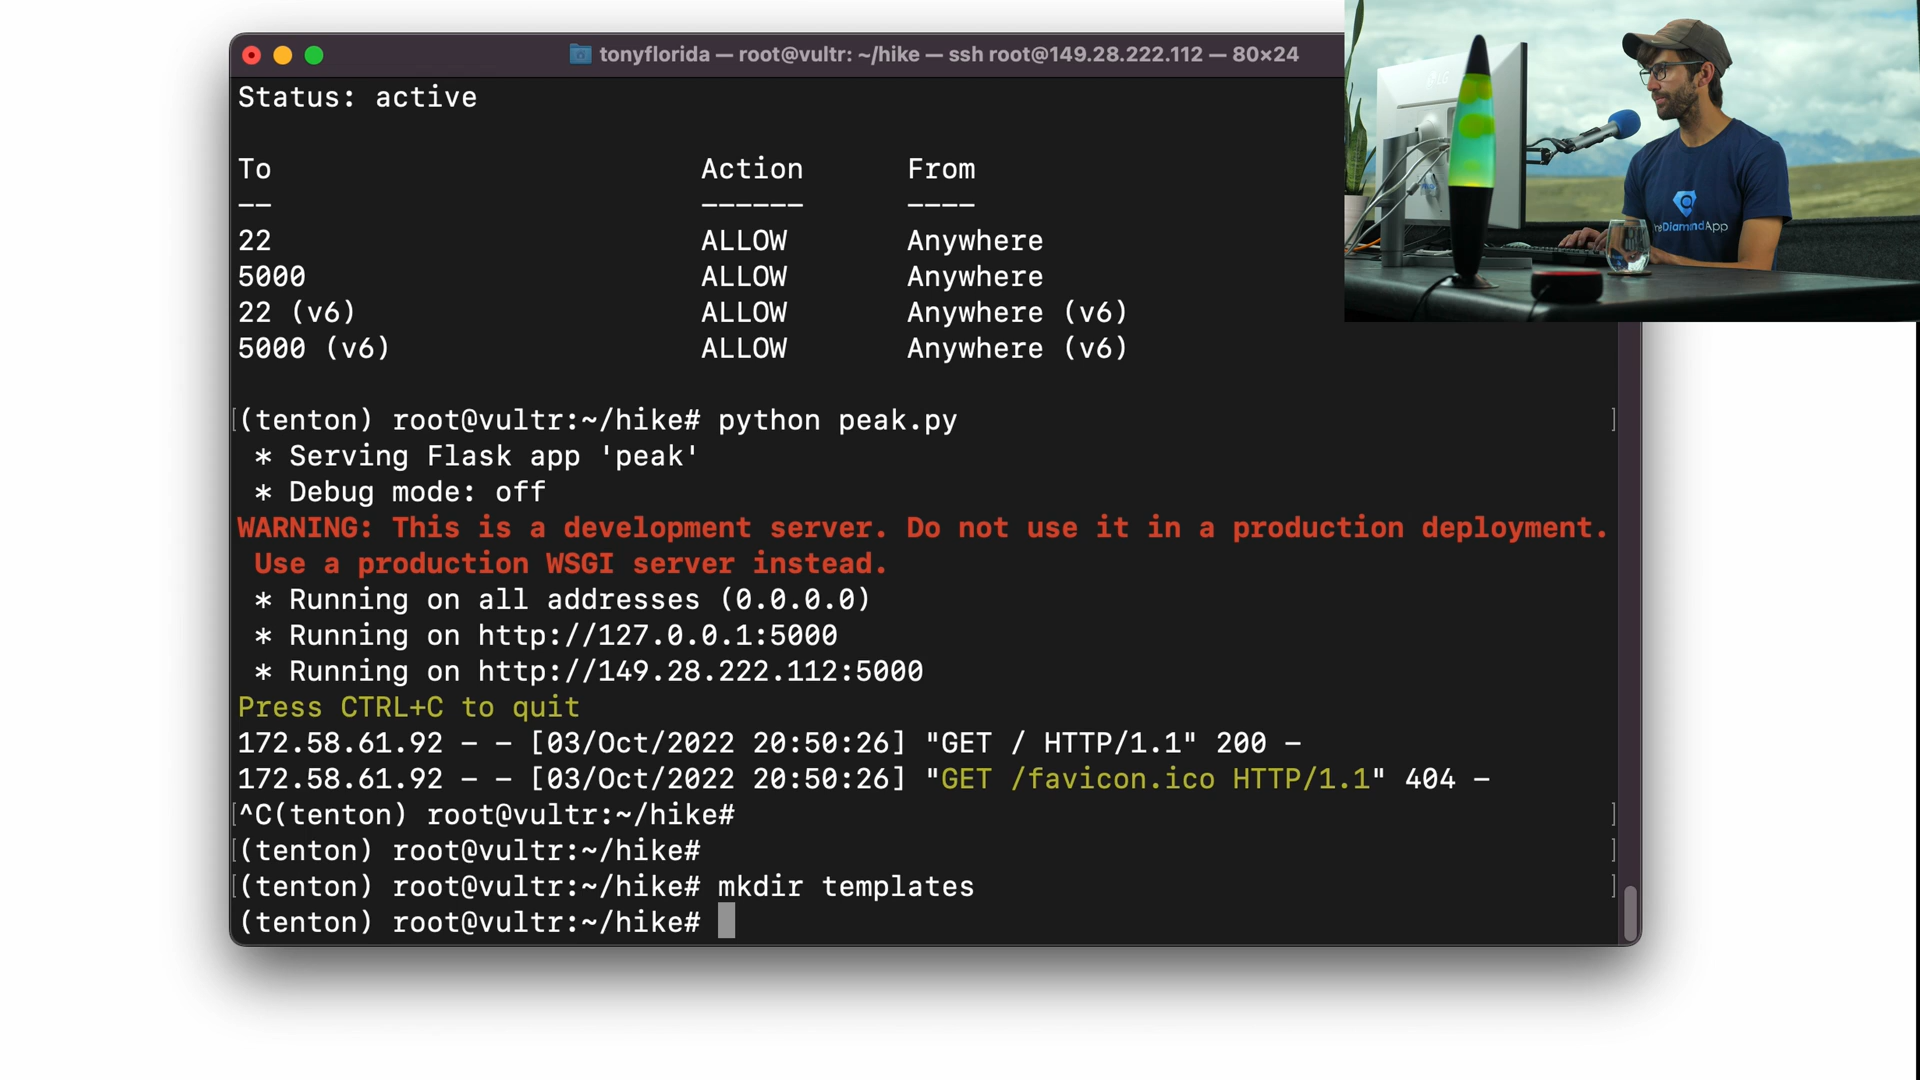 tonyflorida — root@vultr: ~/hike — ssh root@149.28.222.112 — 80×24
Status: active
To Action From
-- ------ ----
22 ALLOW Anywhere
5000 ALLOW Anywhere
22 (v6) ALLOW Anywhere (v6)
5000 (v6) ALLOW Anywhere (v6)
[(tenton) root@vultr:~/hike# python peak.py ]
* Serving Flask app 'peak'
* Debug mode: off
WARNING: This is a development server. Do not use it in a production deployment.
Use a production WSGI server instead.
* Running on all addresses (0.0.0.0)
* Running on http://127.0.0.1:5000
* Running on http://149.28.222.112:5000
Press CTRL+C to quit
172.58.61.92 - - [03/Oct/2022 20:50:26] "GET / HTTP/1.1" 200 -
172.58.61.92 - - [03/Oct/2022 20:50:26] "GET /favicon.ico HTTP/1.1" 404 -
[^C(tenton) root@vultr:~/hike# ]
[(tenton) root@vultr:~/hike# ]
[(tenton) root@vultr:~/hike# mkdir templates ]
(tenton) root@vultr:~/hike#
DiamondApp